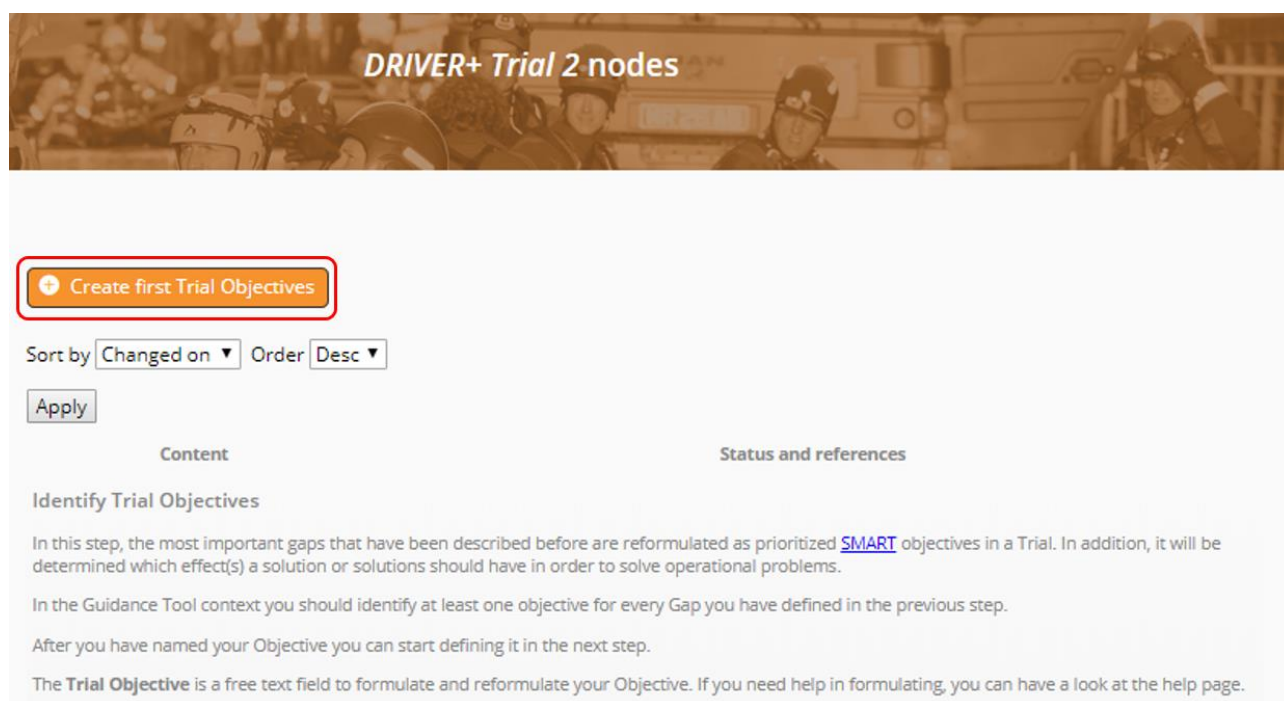 DRIVER+ Trial 2 nodes
Create first Trial Objectives
Sort by Changed on Order Desc
Apply
Content Status and references
Identify Trial Objectives
In this step, the most important gaps that have been described before are reformulated as prioritized SMART objectives in a Trial. In addition, it will be
determined which effect(s) a solution or solutions should have in order to solve operational problems.
In the Guidance Tool context you should identify at least one objective for every Gap you have defined in the previous step.
After you have named your Objective you can start defining it in the next step.
The Trial Objective is a free text field to formulate and reformulate your Objective. If you need help in formulating, you can have a look at the help page.